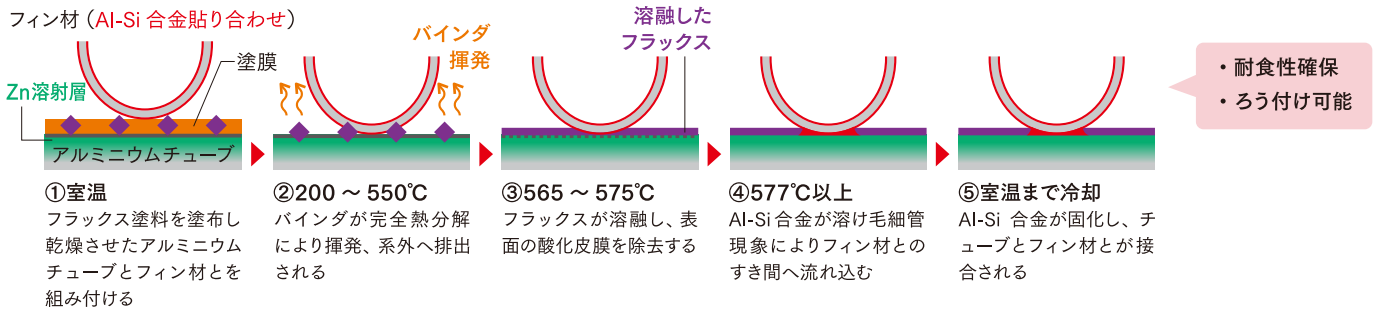 フィン材（Al-Si 合金貼り合わせ）
塗膜
Zn溶射層
アルミニウムチューブ
①室温
フラックス塗料を塗布し
乾燥させたアルミニウム
チューブとフィン材とを
組み付ける
バインダ
揮発
②200 ～ 550℃
バインダが完全熱分解
により揮発、系外へ排出
される
溶融した
フラックス
③565 ～ 575℃
フラックスが溶融し、表
面の酸化皮膜を除去する
④577℃以上
Al-Si 合金が溶け毛細管
現象によりフィン材との
すき間へ流れ込む
⑤室温まで冷却
Al-Si 合金が固化し、チ
ューブとフィン材とが接
合される
・耐食性確保
・ろう付け可能